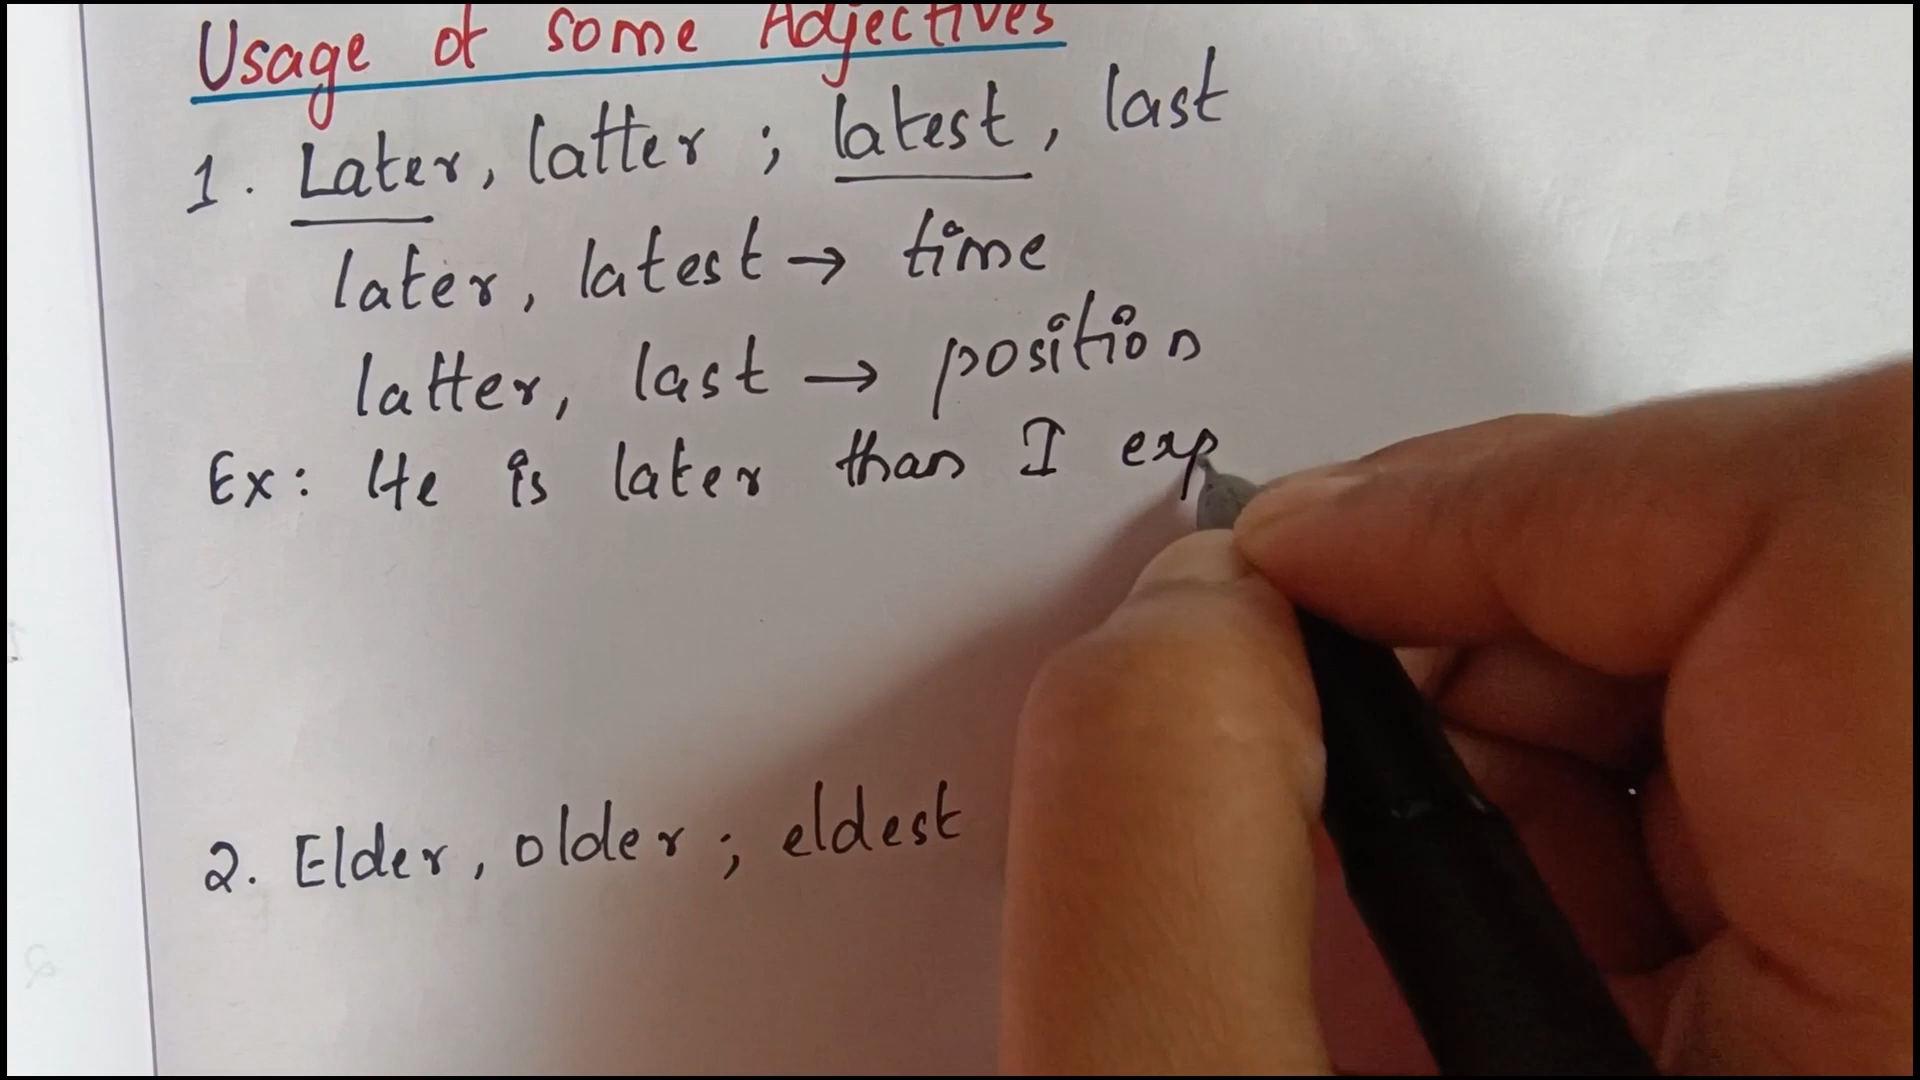 Usage of some Adjectives
1. Later, latter ; latest, last
later, latest → time
latter, last → position
Ex: He is later than I exp
2. Elder, older ; eldest